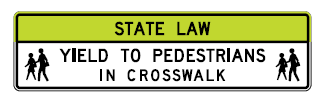 STATE LAW
YIELD TO PEDESTRIANS
IN CROSSWALK